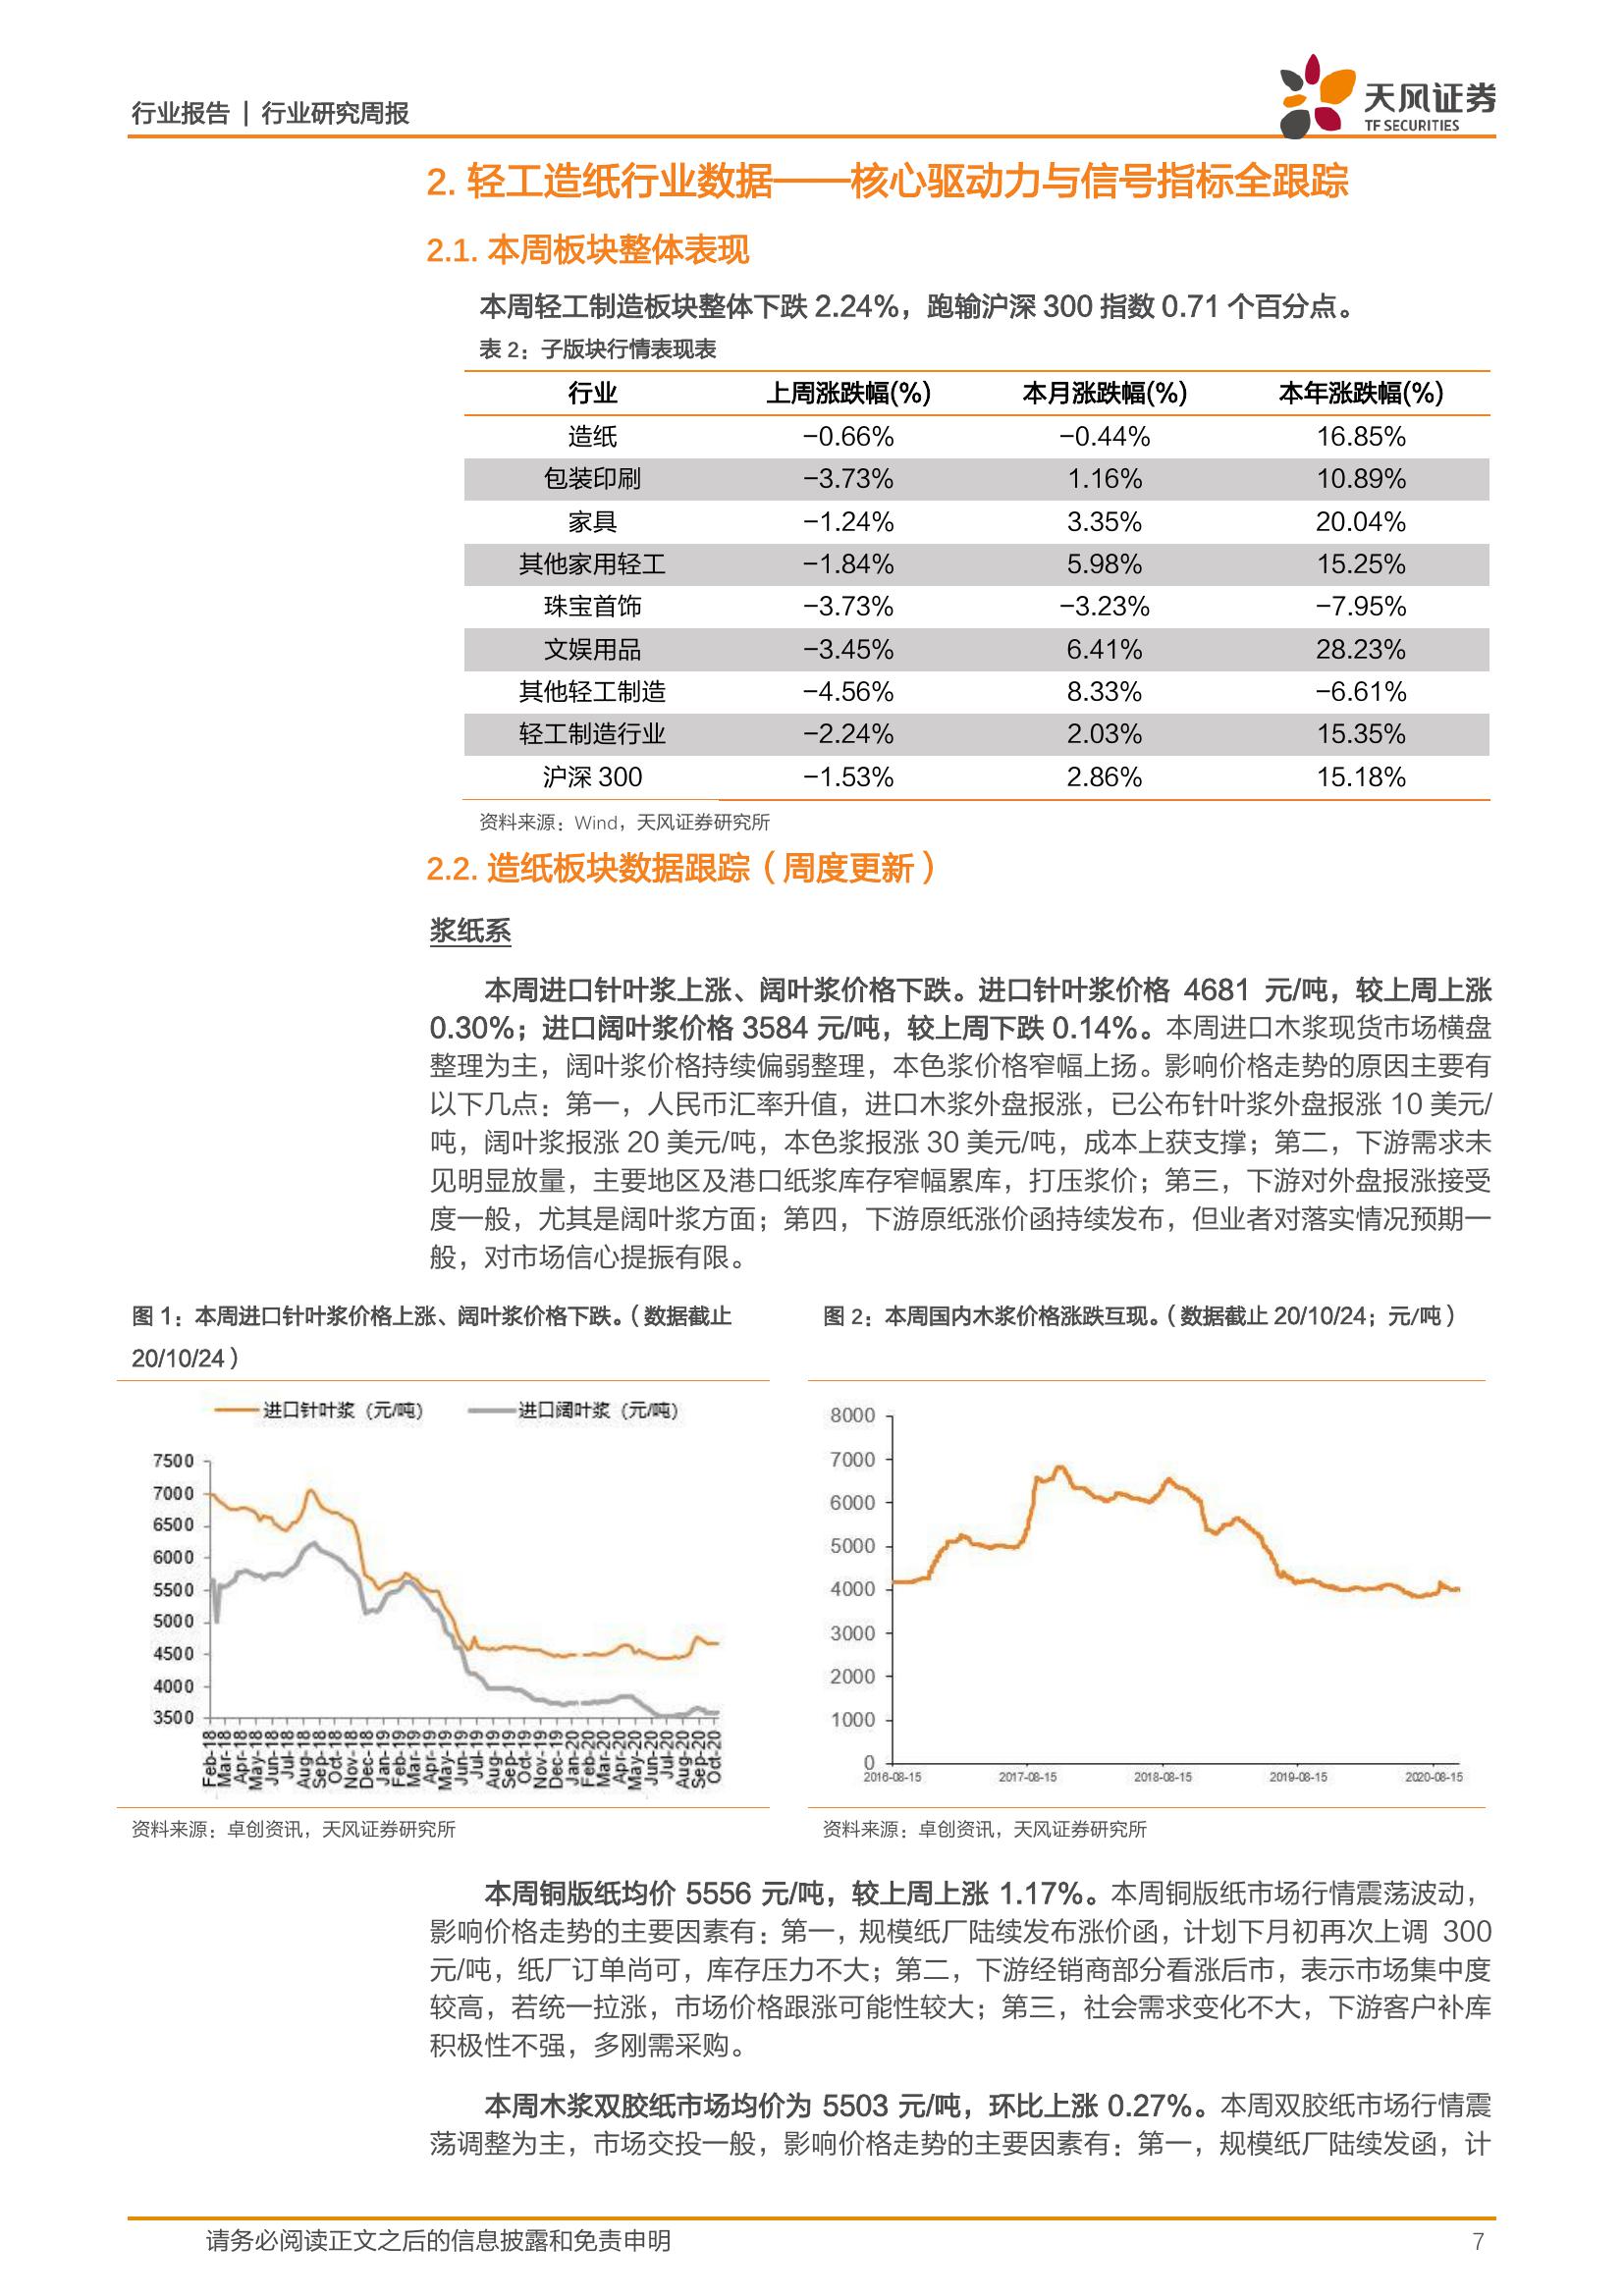 行业报告 | 行业研究周报
天风证券
TF SECURITIES
2. 轻工造纸行业数据——核心驱动力与信号指标全跟踪
2.1. 本周板块整体表现
本周轻工制造板块整体下跌 2.24%，跑输沪深 300 指数 0.71 个百分点。
表 2：子版块行情表现表
行业 上周涨跌幅(%) 本月涨跌幅(%) 本年涨跌幅(%)
造纸 −0.66% −0.44% 16.85%
包装印刷 −3.73% 1.16% 10.89%
家具 −1.24% 3.35% 20.04%
其他家用轻工 −1.84% 5.98% 15.25%
珠宝首饰 −3.73% −3.23% −7.95%
文娱用品 −3.45% 6.41% 28.23%
其他轻工制造 −4.56% 8.33% −6.61%
轻工制造行业 −2.24% 2.03% 15.35%
沪深 300 −1.53% 2.86% 15.18%
资料来源：Wind，天风证券研究所
2.2. 造纸板块数据跟踪（周度更新）
浆纸系
本周进口针叶浆上涨、阔叶浆价格下跌。进口针叶浆价格 4681 元/吨，较上周上涨
0.30%；进口阔叶浆价格 3584 元/吨，较上周下跌 0.14%。本周进口木浆现货市场横盘
整理为主，阔叶浆价格持续偏弱整理，本色浆价格窄幅上扬。影响价格走势的原因主要有
以下几点：第一，人民币汇率升值，进口木浆外盘报涨，已公布针叶浆外盘报涨 10 美元/
吨，阔叶浆报涨 20 美元/吨，本色浆报涨 30 美元/吨，成本上获支撑；第二，下游需求未
见明显放量，主要地区及港口纸浆库存窄幅累库，打压浆价；第三，下游对外盘报涨接受
度一般，尤其是阔叶浆方面；第四，下游原纸涨价函持续发布，但业者对落实情况预期一
般，对市场信心提振有限。
图 1：本周进口针叶浆价格上涨、阔叶浆价格下跌。（数据截止
20/10/24）
进口针叶浆（元/吨） 进口阔叶浆（元/吨）
7500
7000
6500
6000
5500
5000
4500
4000
3500
Feb-18 Mar-18 Apr-18 May-18 Jun-18 Jul-18 Aug-18 Sep-18 Oct-18 Nov-18 Dec-18 Jan-19 Feb-19 Mar-19 Apr-19 May-19 Jun-19 Jul-19 Aug-19 Sep-19 Oct-19 Nov-19 Dec-19 Jan-20 Feb-20 Mar-20 Apr-20 May-20 Jun-20 Jul-20 Aug-20 Sep-20 Oct-20
资料来源：卓创资讯，天风证券研究所
图 2：本周国内木浆价格涨跌互现。（数据截止 20/10/24；元/吨）
8000
7000
6000
5000
4000
3000
2000
1000
0
2016-08-15 2017-08-15 2018-08-15 2019-08-15 2020-08-15
资料来源：卓创资讯，天风证券研究所
本周铜版纸均价 5556 元/吨，较上周上涨 1.17%。本周铜版纸市场行情震荡波动，
影响价格走势的主要因素有：第一，规模纸厂陆续发布涨价函，计划下月初再次上调 300
元/吨，纸厂订单尚可，库存压力不大；第二，下游经销商部分看涨后市，表示市场集中度
较高，若统一拉涨，市场价格跟涨可能性较大；第三，社会需求变化不大，下游客户补库
积极性不强，多刚需采购。
本周木浆双胶纸市场均价为 5503 元/吨，环比上涨 0.27%。本周双胶纸市场行情震
荡调整为主，市场交投一般，影响价格走势的主要因素有：第一，规模纸厂陆续发函，计
请务必阅读正文之后的信息披露和免责申明
7